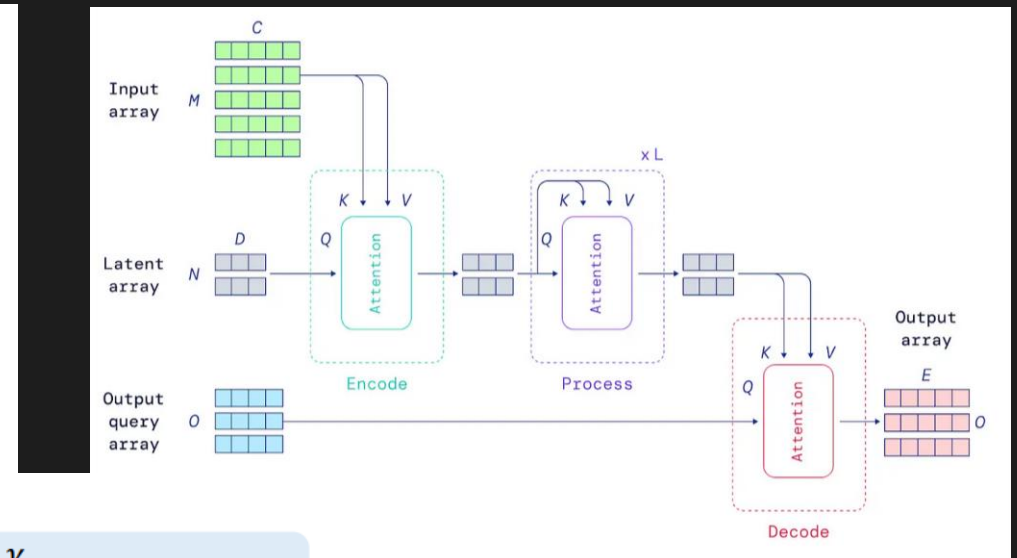 C
Input
array
M
x L
K
V
K
V
D
Q
Q
Latent
array
N
Attention
Attention
Output
array
Encode
Process
K
V
E
Output
query
array
O
Q
Attention
O
Decode